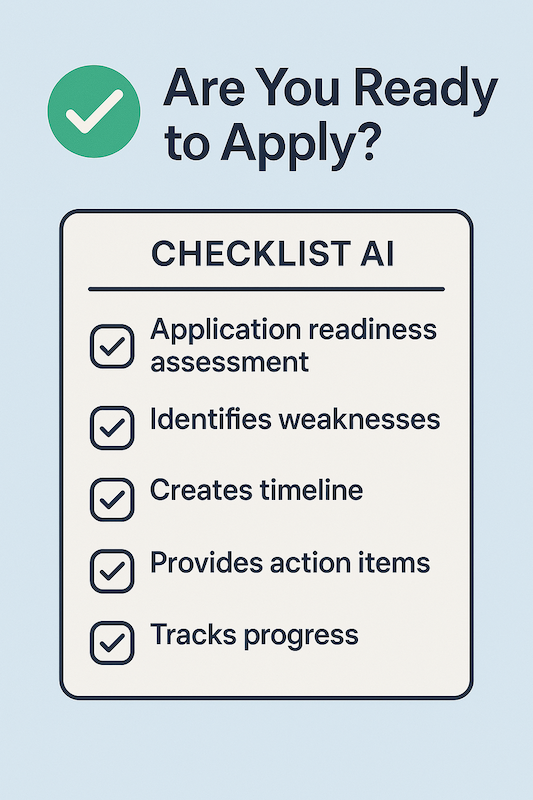 Are You Ready
to Apply?
CHECKLIST AI
Application readiness
assessment
Identifies weaknesses
Creates timeline
Provides action items
Tracks progress